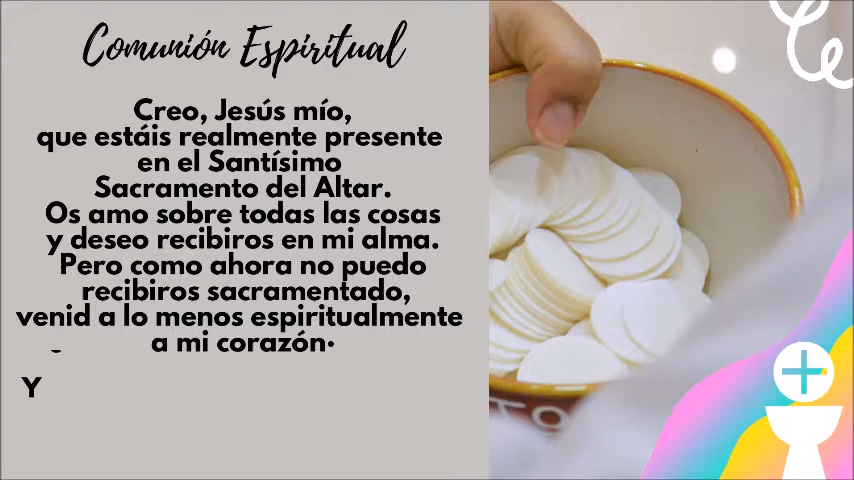 Comunión Espiritual
Creo, Jesús mío,
que estáis realmente presente
en el Santísimo
Sacramento del Altar.
Os amo sobre todas las cosas
y deseo recibiros en mi alma.
Pero como ahora no puedo
recibiros sacramentado,
venid a lo menos espiritualmente
a mi corazón.
Y
TO